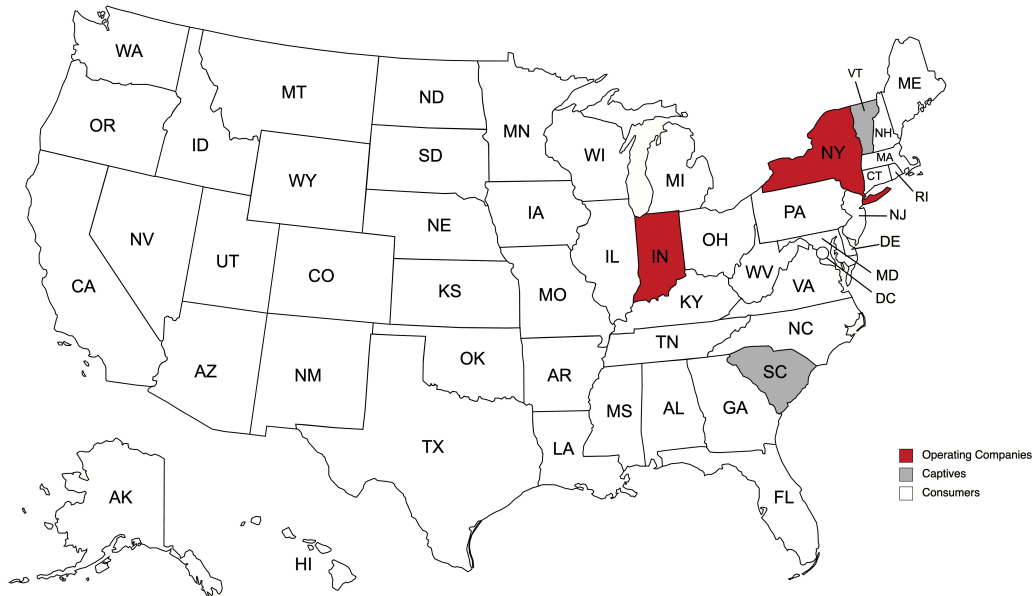 WA
MT
ND
MN
VT
ME
OR
ID
SD
WI
NY
NH
MA
WY
MI
CT
RI
IA
PA
NJ
NE
NV
OH
DE
UT
IL
IN
CO
WV
MD
CA
KS
MO
VA
DC
KY
NC
TN
AZ
NM
OK
AR
SC
MS
AL
GA
TX
LA
Operating Companies
Captives
Consumers
AK
FL
HI